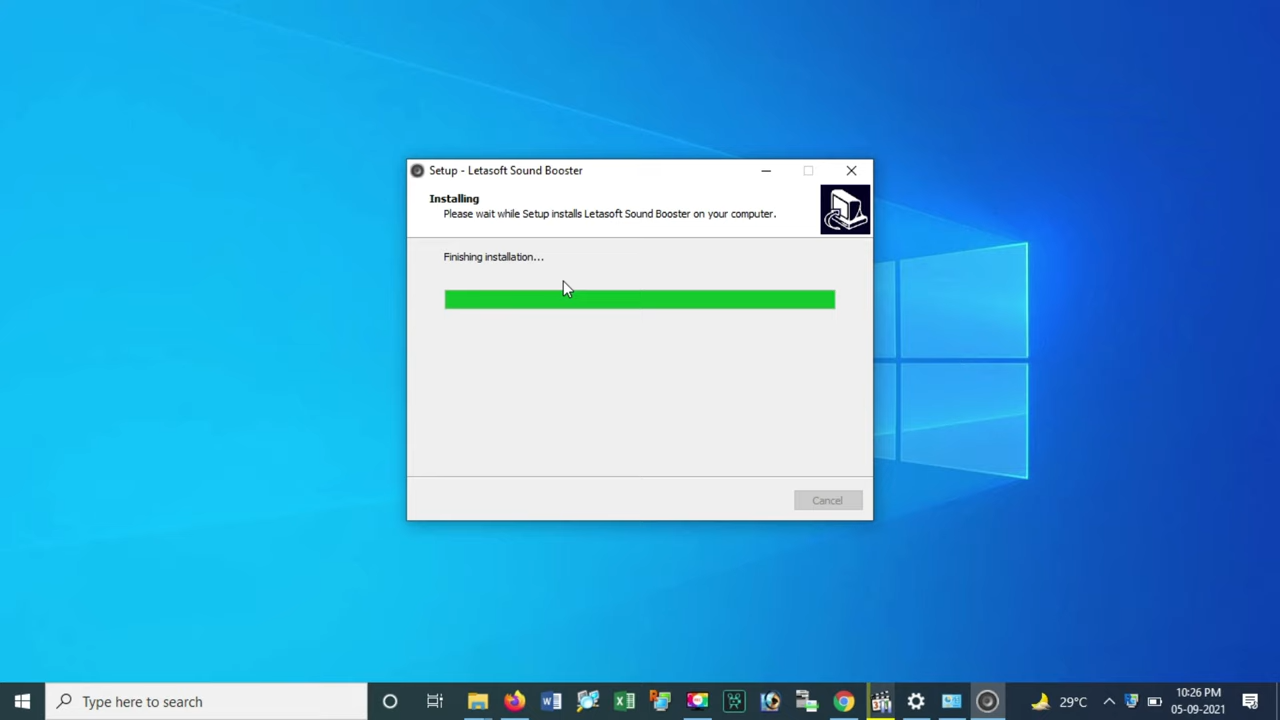 Setup - Letasoft Sound Booster
Installing
Please wait while Setup installs Letasoft Sound Booster on your computer.
Finishing installation...
Cancel
Type here to search
29°C
10:26 PM
05-09-2021